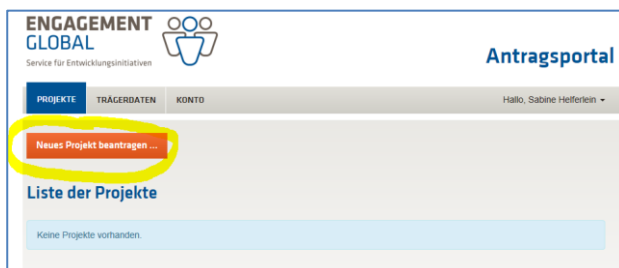 ENGAGEMENT
GLOBAL
Service für Entwicklungsinitiativen
Antragsportal
PROJEKTE TRÄGERDATEN KONTO Hallo, Sabine Helferlein
Neues Projekt beantragen ...
Liste der Projekte
Keine Projekte vorhanden.